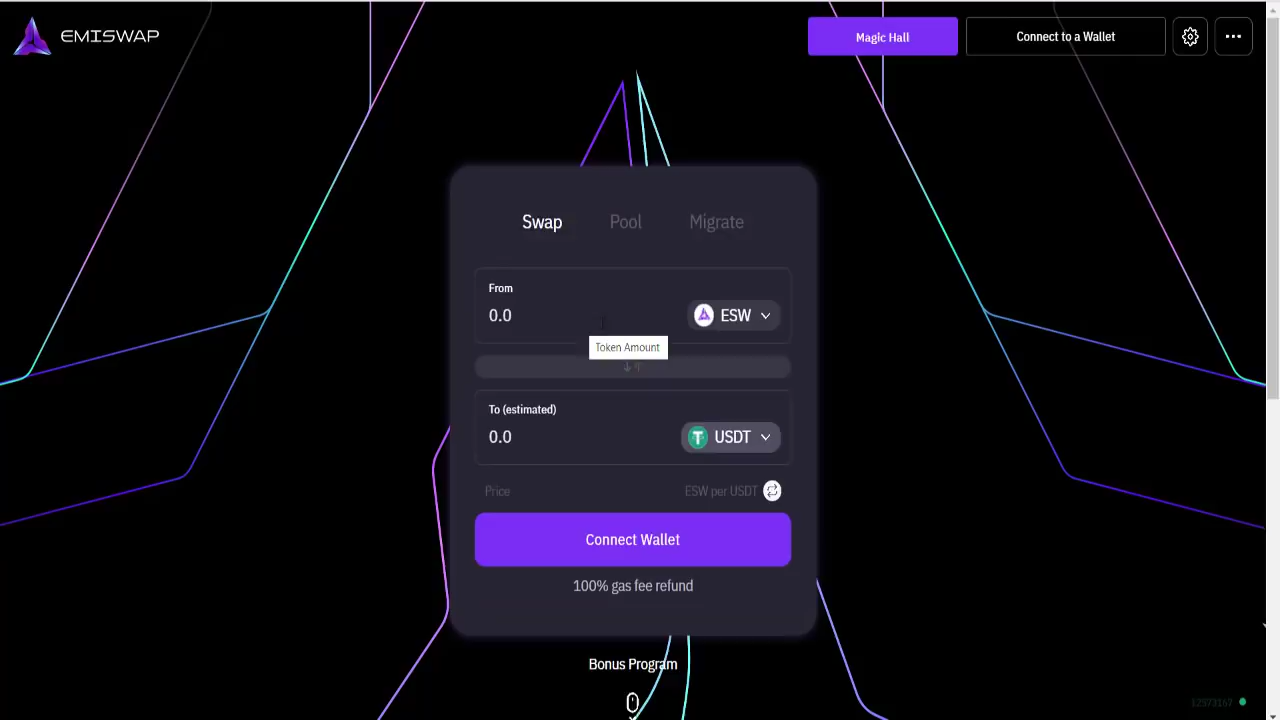 EMISWAP
Magic Hall
Connect to a Wallet
Swap Pool Migrate
From
0.0
ESW
Token Amount
To (estimated)
0.0
USDT
Price
ESW per USDT
Connect Wallet
100% gas fee refund
Bonus Program